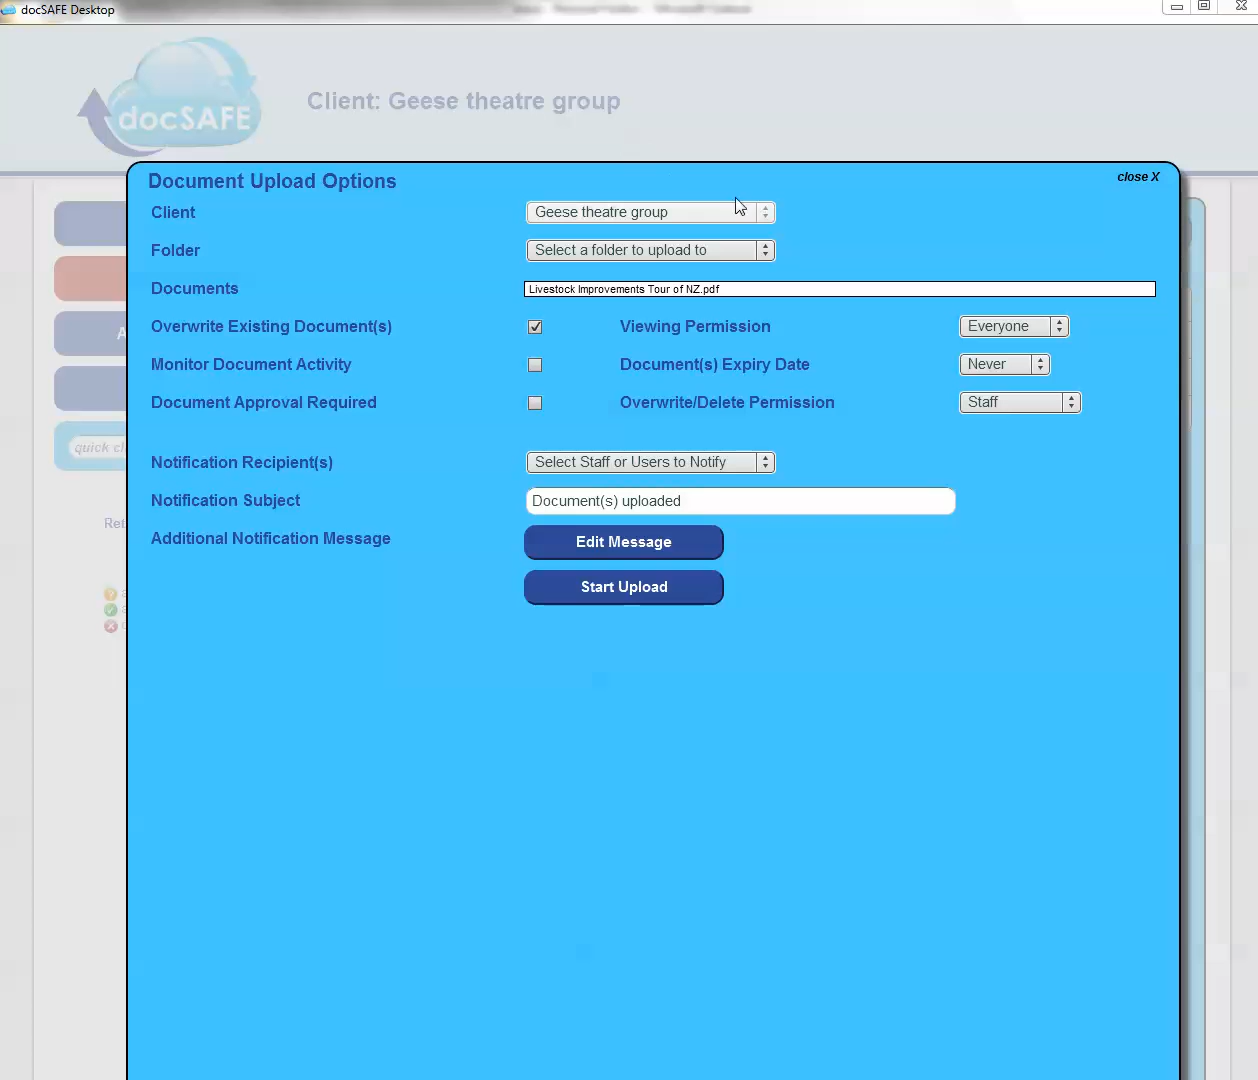 docSAFE Desktop
docSAFE
Client: Geese theatre group
Document Upload Options
close X
Client
Geese theatre group
Folder
Select a folder to upload to
Documents
Livestock Improvements Tour of NZ.pdf
Overwrite Existing Document(s)
Viewing Permission
Everyone
Monitor Document Activity
Document(s) Expiry Date
Never
Document Approval Required
Overwrite/Delete Permission
Staff
quick
Notification Recipient(s)
Select Staff or Users to Notify
Notification Subject
Document(s) uploaded
Additional Notification Message
Edit Message
Start Upload